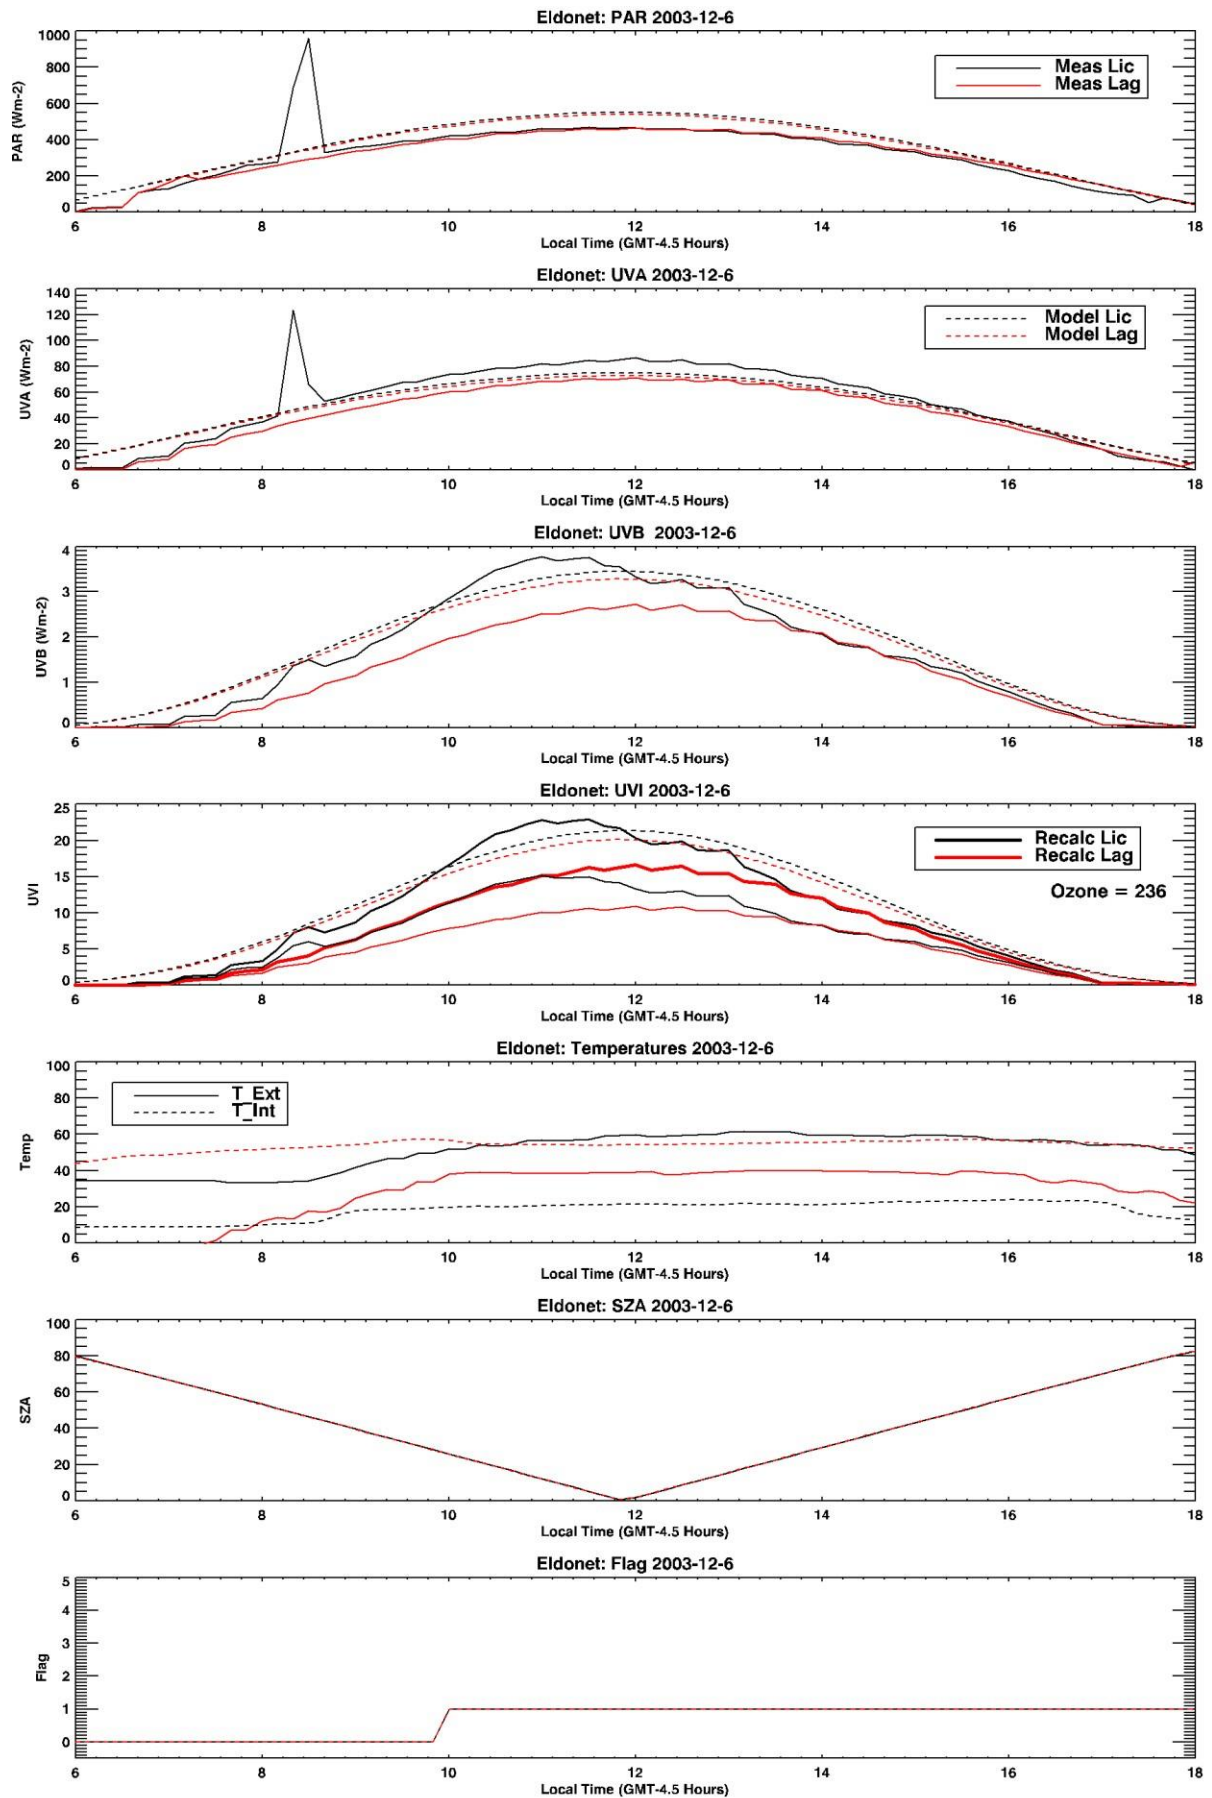 Eldonet: PAR 2003-12-6
1000
800
600
400
200
0
PAR (Wm-2)
Meas Lic
Meas Lag
6 8 10 12 14 16 18
Local Time (GMT-4.5 Hours)
Eldonet: UVA 2003-12-6
140
120
100
80
60
40
20
0
UVA (Wm-2)
Model Lic
Model Lag
6 8 10 12 14 16 18
Local Time (GMT-4.5 Hours)
Eldonet: UVB 2003-12-6
4
3
2
1
0
UVB (Wm-2)
6 8 10 12 14 16 18
Local Time (GMT-4.5 Hours)
Eldonet: UVI 2003-12-6
25
20
15
10
5
0
UVI
Recalc Lic
Recalc Lag
Ozone = 236
6 8 10 12 14 16 18
Local Time (GMT-4.5 Hours)
Eldonet: Temperatures 2003-12-6
100
80
60
40
20
0
Temp
T_Ext
T_Int
6 8 10 12 14 16 18
Local Time (GMT-4.5 Hours)
Eldonet: SZA 2003-12-6
100
80
60
40
20
0
SZA
6 8 10 12 14 16 18
Local Time (GMT-4.5 Hours)
Eldonet: Flag 2003-12-6
5
4
3
2
1
0
Flag
6 8 10 12 14 16 18
Local Time (GMT-4.5 Hours)